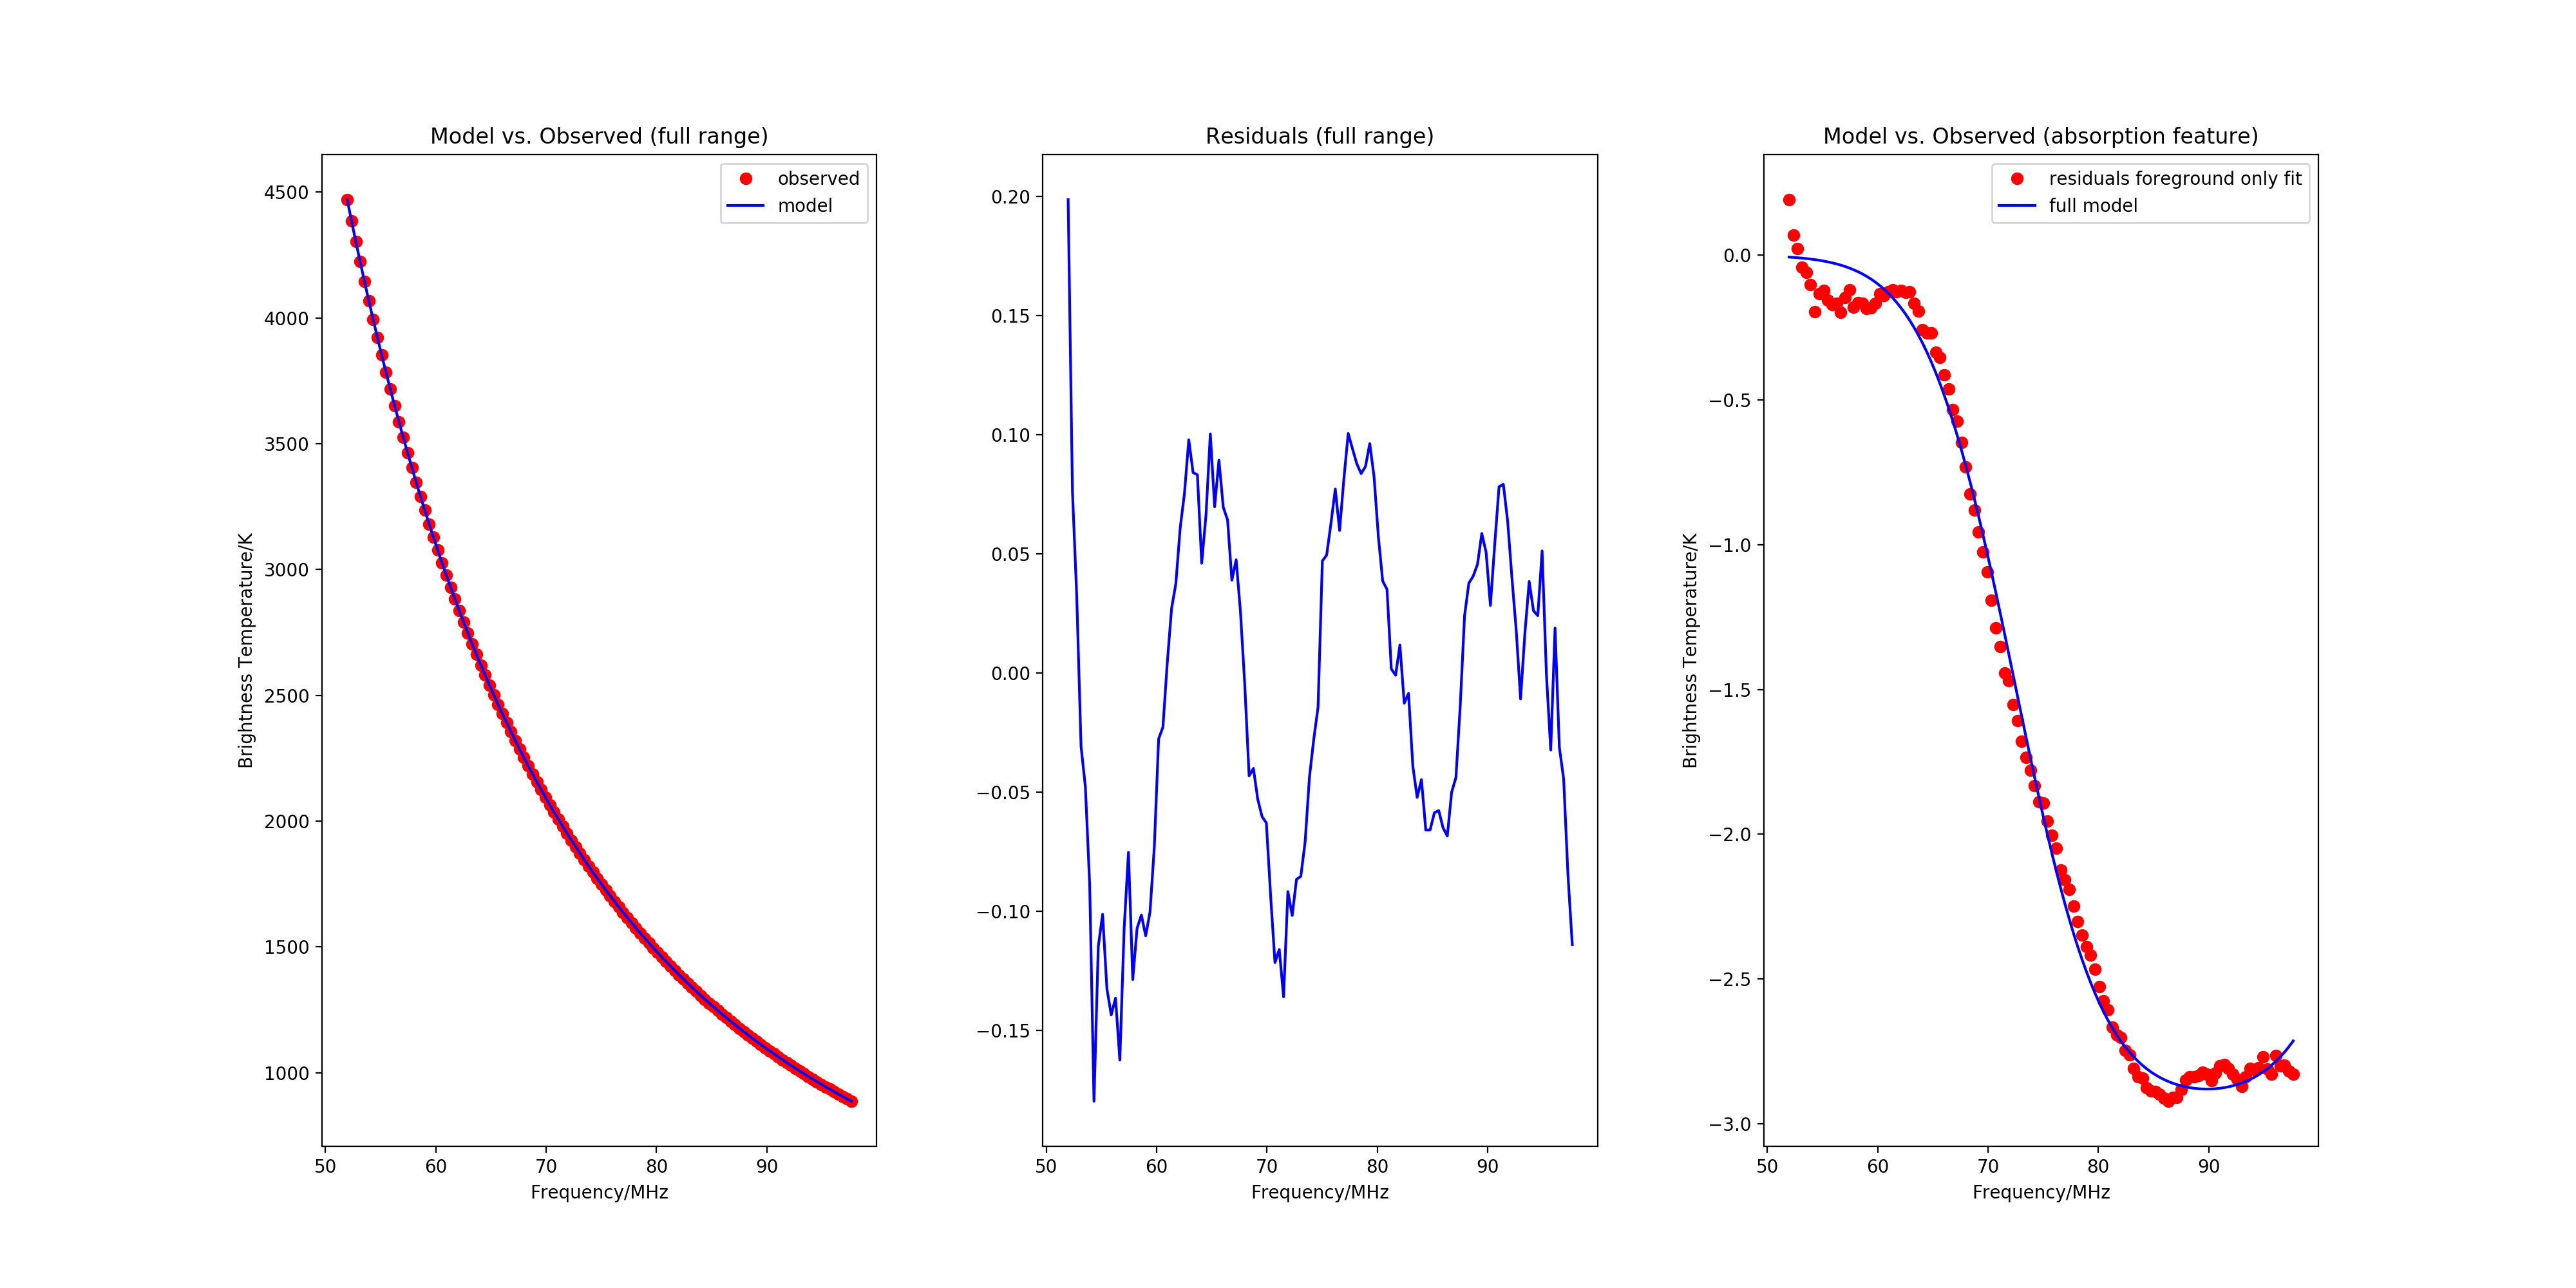 Model vs. Observed (full range)
observed
model
4500
4000
3500
3000
2500
2000
1500
1000
Brightness Temperature/K
50 60 70 80 90
Frequency/MHz
Residuals (full range)
0.20
0.15
0.10
0.05
0.00
−0.05
−0.10
−0.15
50 60 70 80 90
Frequency/MHz
Model vs. Observed (absorption feature)
residuals foreground only fit
full model
0.0
−0.5
−1.0
−1.5
−2.0
−2.5
−3.0
Brightness Temperature/K
50 60 70 80 90
Frequency/MHz